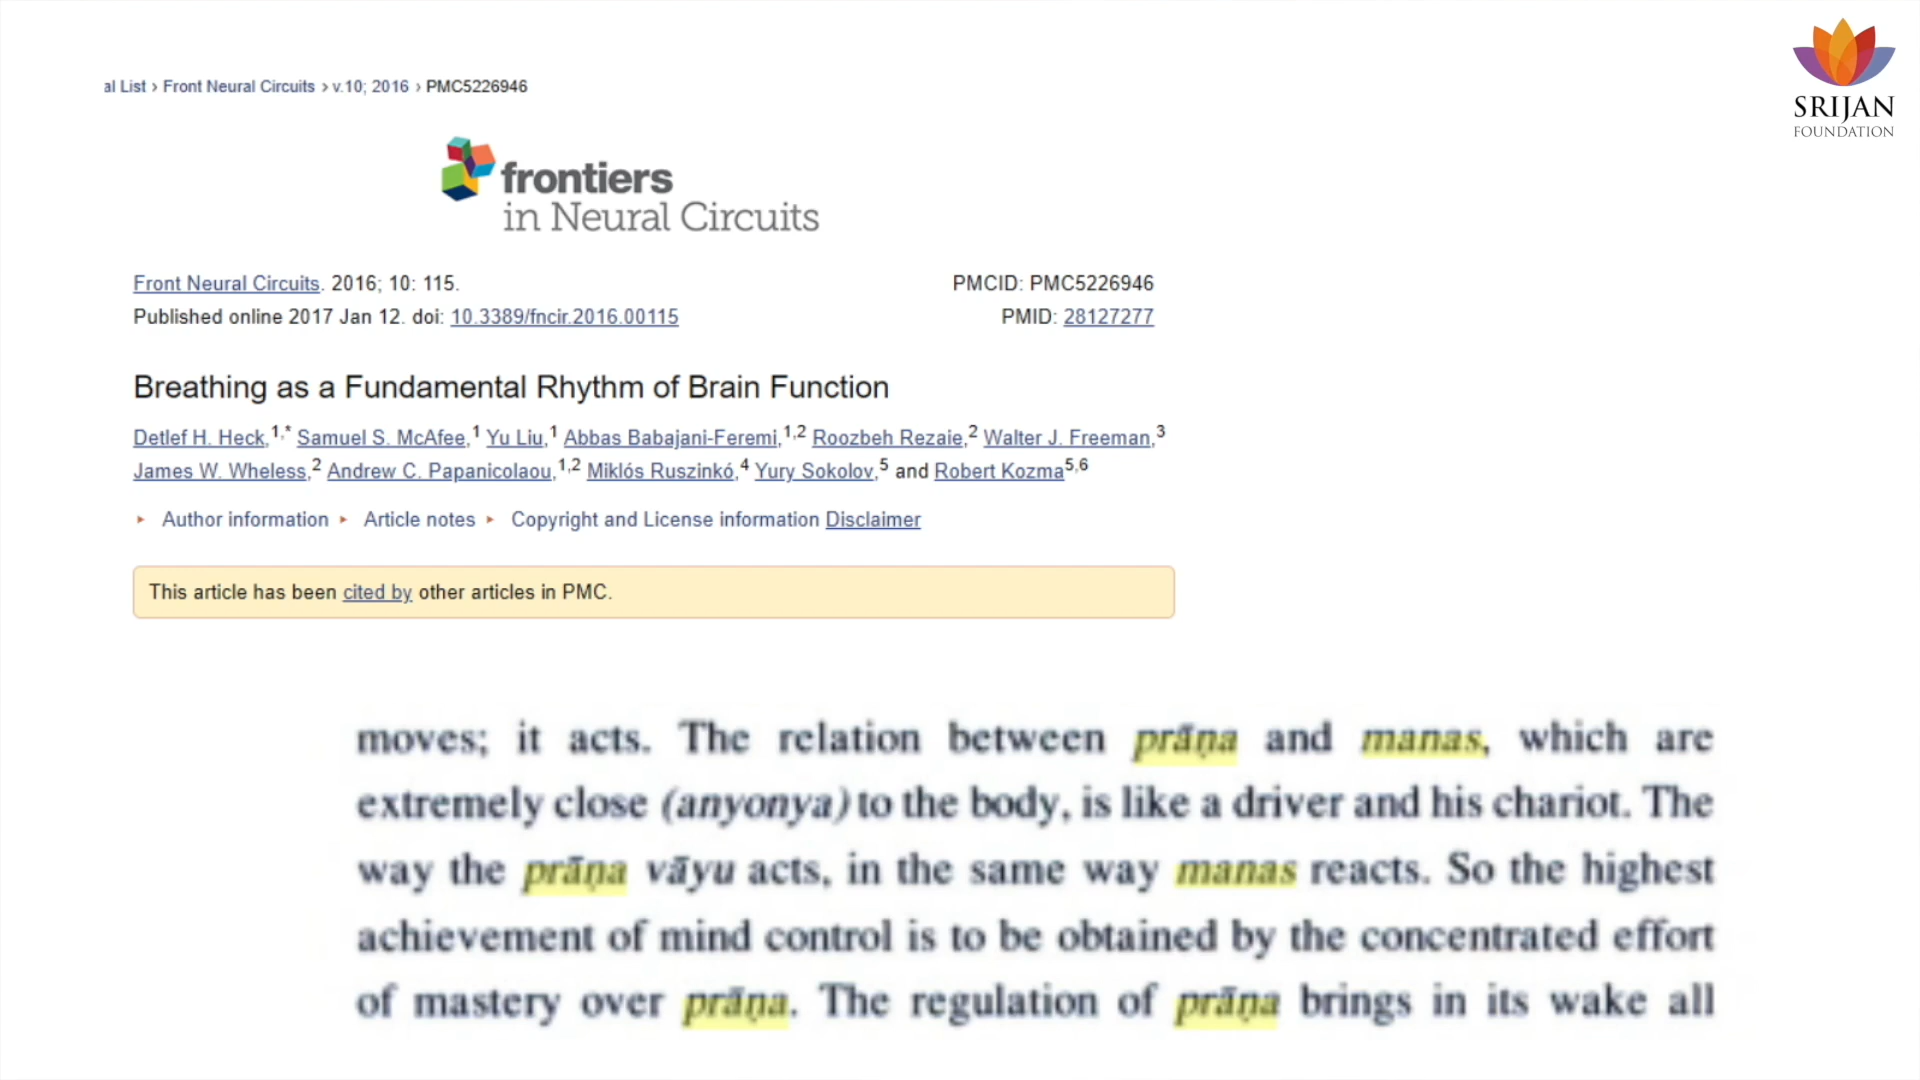 al List › Front Neural Circuits › v.10; 2016 › PMC5226946
SRIJAN
FOUNDATION
frontiers
in Neural Circuits
Front Neural Circuits. 2016; 10: 115.
PMCID: PMC5226946
Published online 2017 Jan 12. doi: 10.3389/fncir.2016.00115
PMID: 28127277
Breathing as a Fundamental Rhythm of Brain Function
Detlef H. Heck,1,* Samuel S. McAfee,1 Yu Liu,1 Abbas Babajani-Feremi,1,2 Roozbeh Rezaie,2 Walter J. Freeman,3
James W. Wheless,2 Andrew C. Papanicolaou,1,2 Miklós Ruszinkó,4 Yury Sokolov,5 and Robert Kozma5,6
▸ Author information ▸ Article notes ▸ Copyright and License information Disclaimer
This article has been cited by other articles in PMC.
moves; it acts. The relation between prāṇa and manas, which are
extremely close (anyonya) to the body, is like a driver and his chariot. The
way the prāṇa vāyu acts, in the same way manas reacts. So the highest
achievement of mind control is to be obtained by the concentrated effort
of mastery over prāṇa. The regulation of prāṇa brings in its wake all